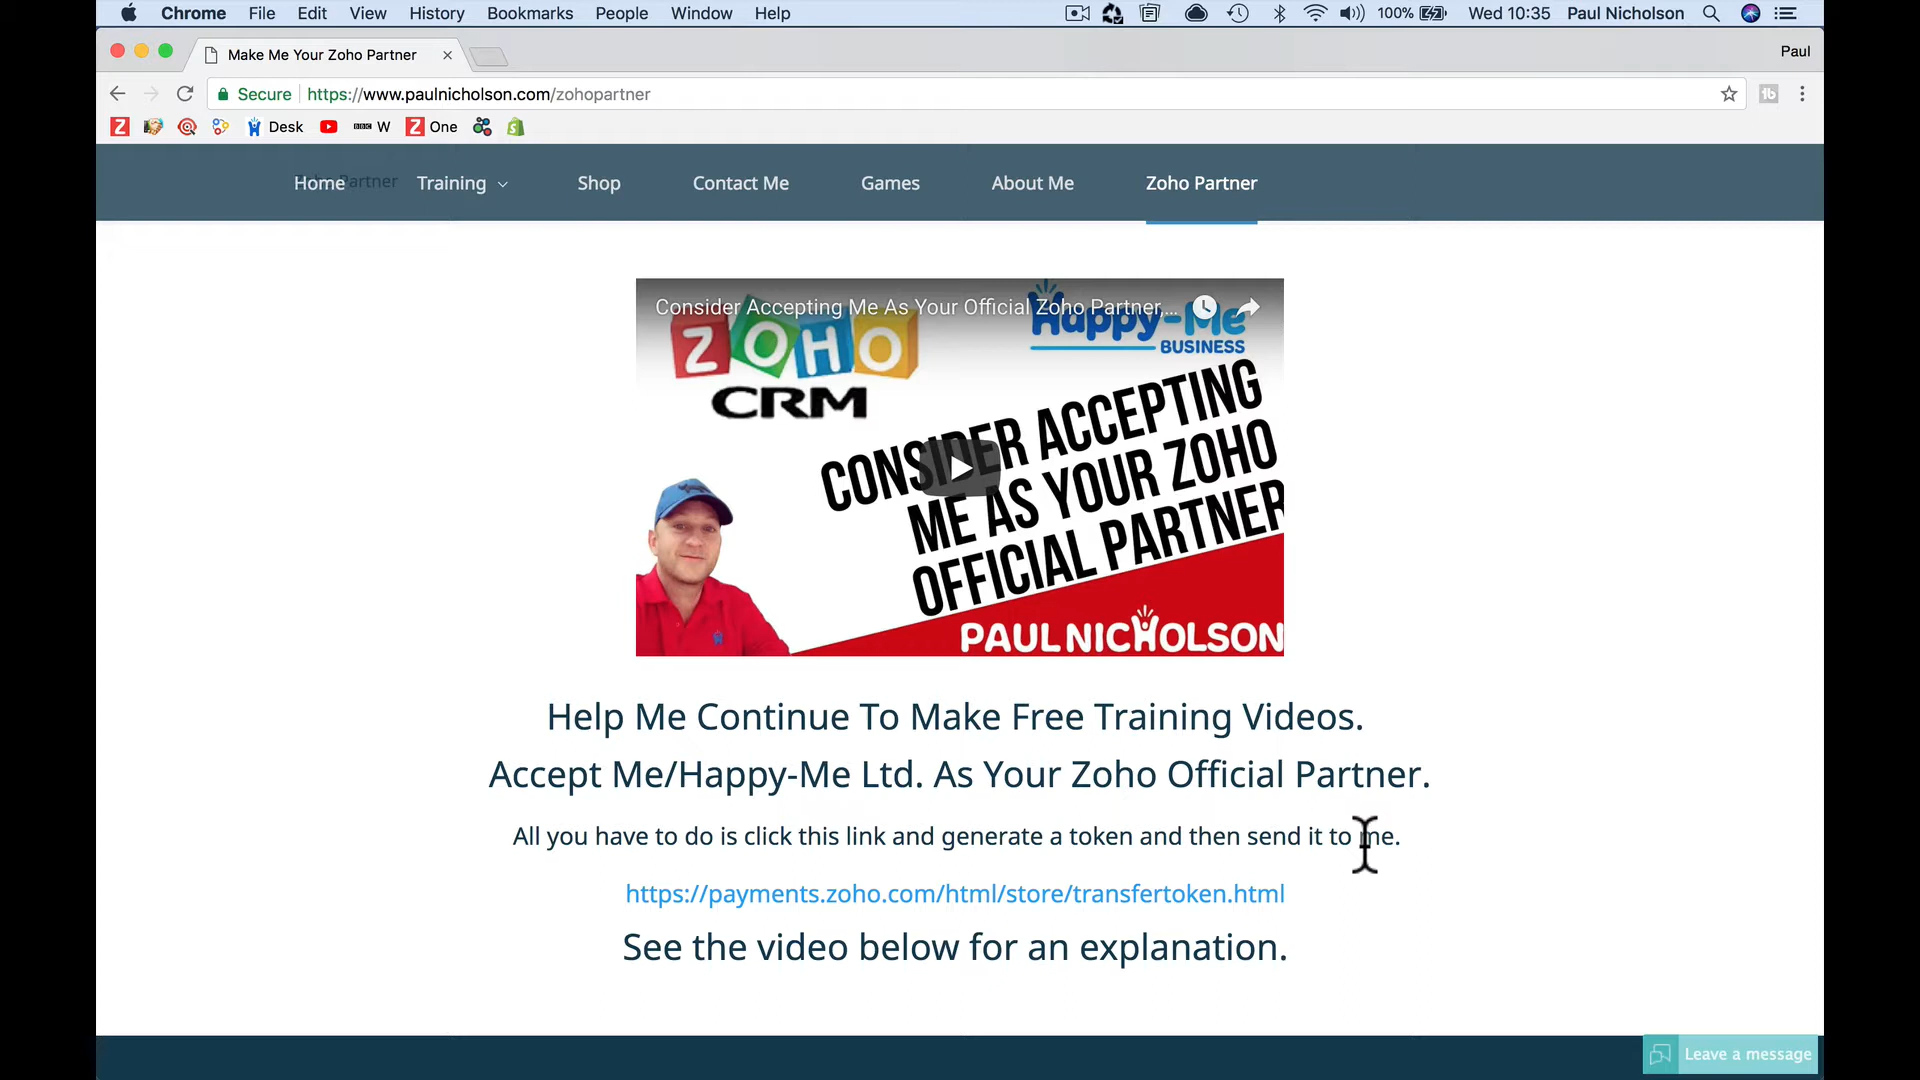 Chrome File Edit View History Bookmarks People Window Help 100% Wed 10:35 Paul Nicholson
Make Me Your Zoho Partner Paul
Secure https://www.paulnicholson.com/zohopartner
Z Desk BBC W Z One
Home Zoho Partner Training Shop Contact Me Games About Me Zoho Partner
Consider Accepting Me As Your Official Zoho Partner,...
ZOHO
CRM
Happy-Me
BUSINESS
CONSIDER ACCEPTING
ME AS YOUR ZOHO
OFFICIAL PARTNER
PAUL NICHOLSON
Help Me Continue To Make Free Training Videos.
Accept Me/Happy-Me Ltd. As Your Zoho Official Partner.
All you have to do is click this link and generate a token and then send it to me.
https://payments.zoho.com/html/store/transfertoken.html
See the video below for an explanation.
Leave a message